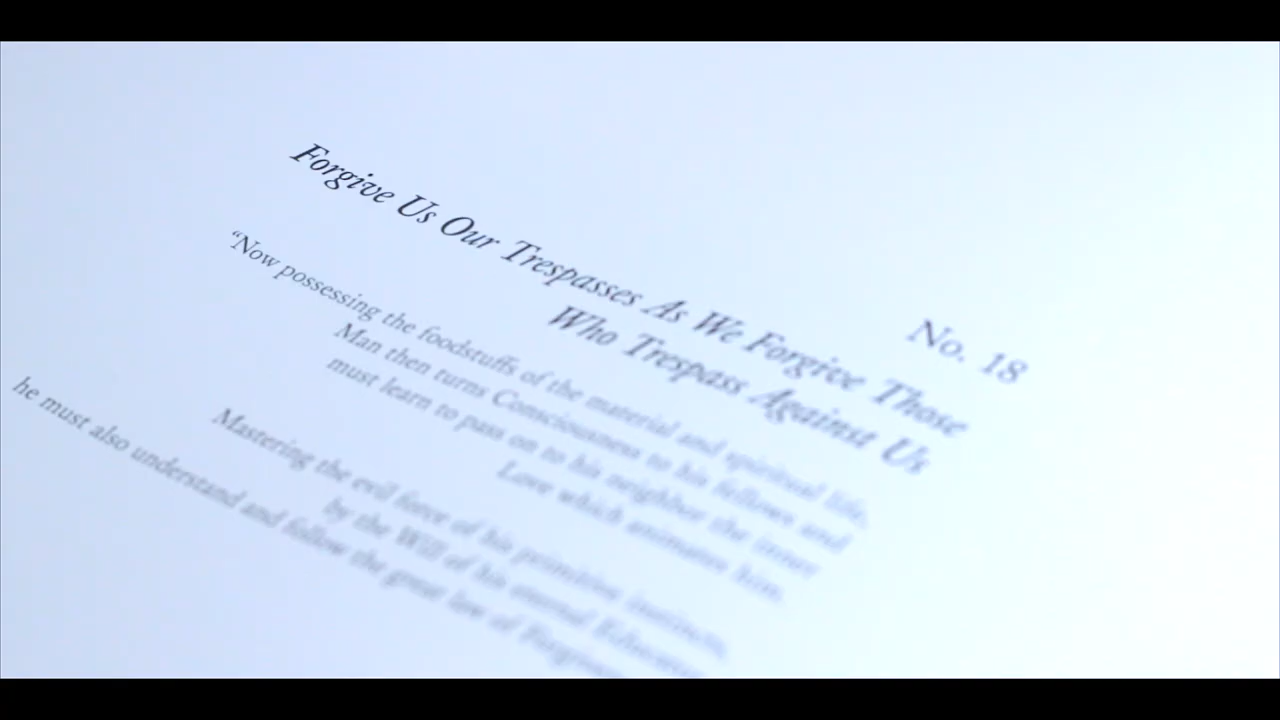 No. 18
Forgive Us Our Trespasses As We Forgive Those
Who Trespass Against Us
“Now possessing the foodstuffs of the material and spiritual life,
Man then turns Consciousness to his fellows and
must learn to pass on to his neighbor the inner
Love which animates him.
Mastering the evil force of his primitive instincts,
by the Will of his eternal
he must also understand and follow the great law of